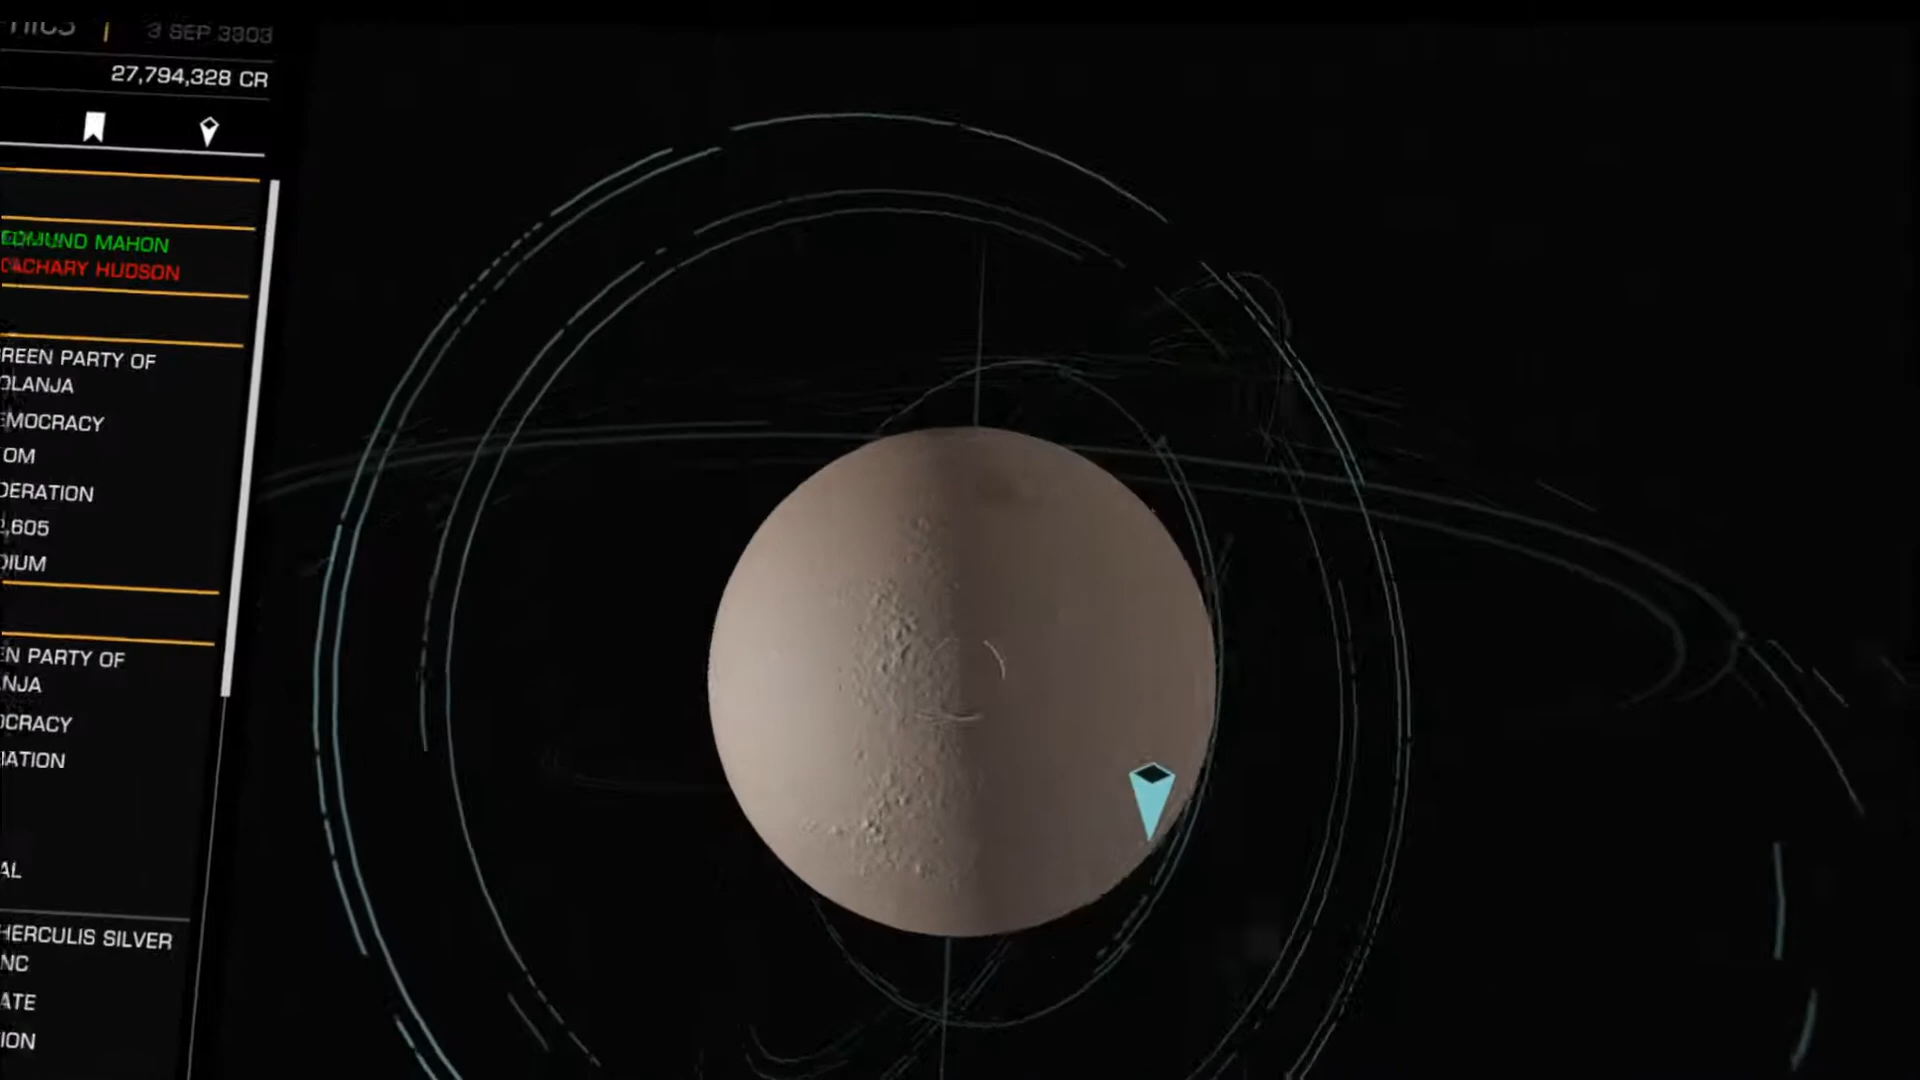 3 SEP 3303
27,794,328 CR
EDMUND MAHON
ZACHARY HUDSON
REEN PARTY OF
OLANJA
EMOCRACY
OM
DERATION
2,605
DIUM
EN PARTY OF
NJA
OCRACY
IATION
AL
HERCULIS SILVER
NC
ATE
ION